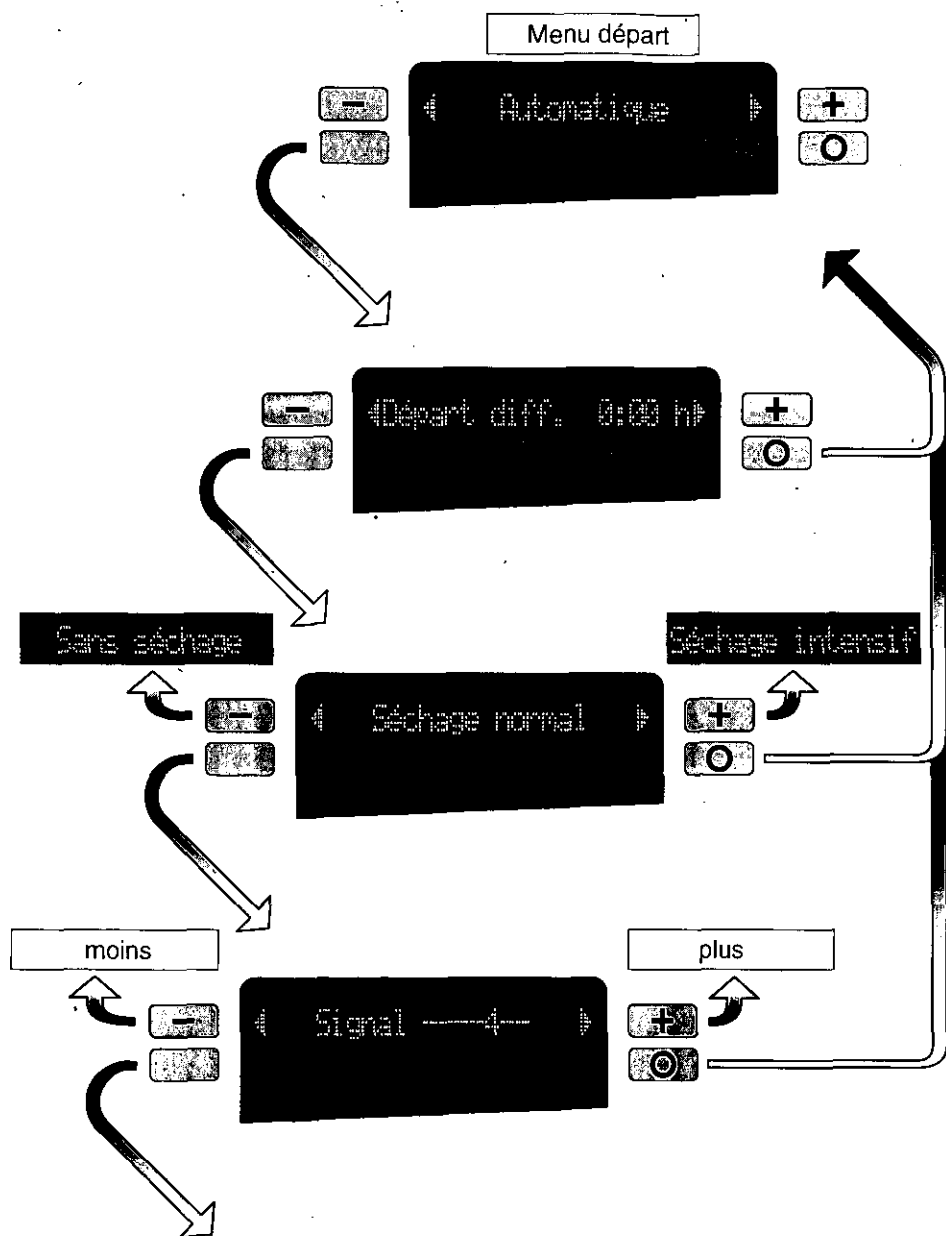 Menu départ
− Automatique +
O
− Départ diff. 0:00 h +
O
Sans séchage
Séchage intensif
− Séchage normal +
O
moins
plus
− Signal -----4-- +
O